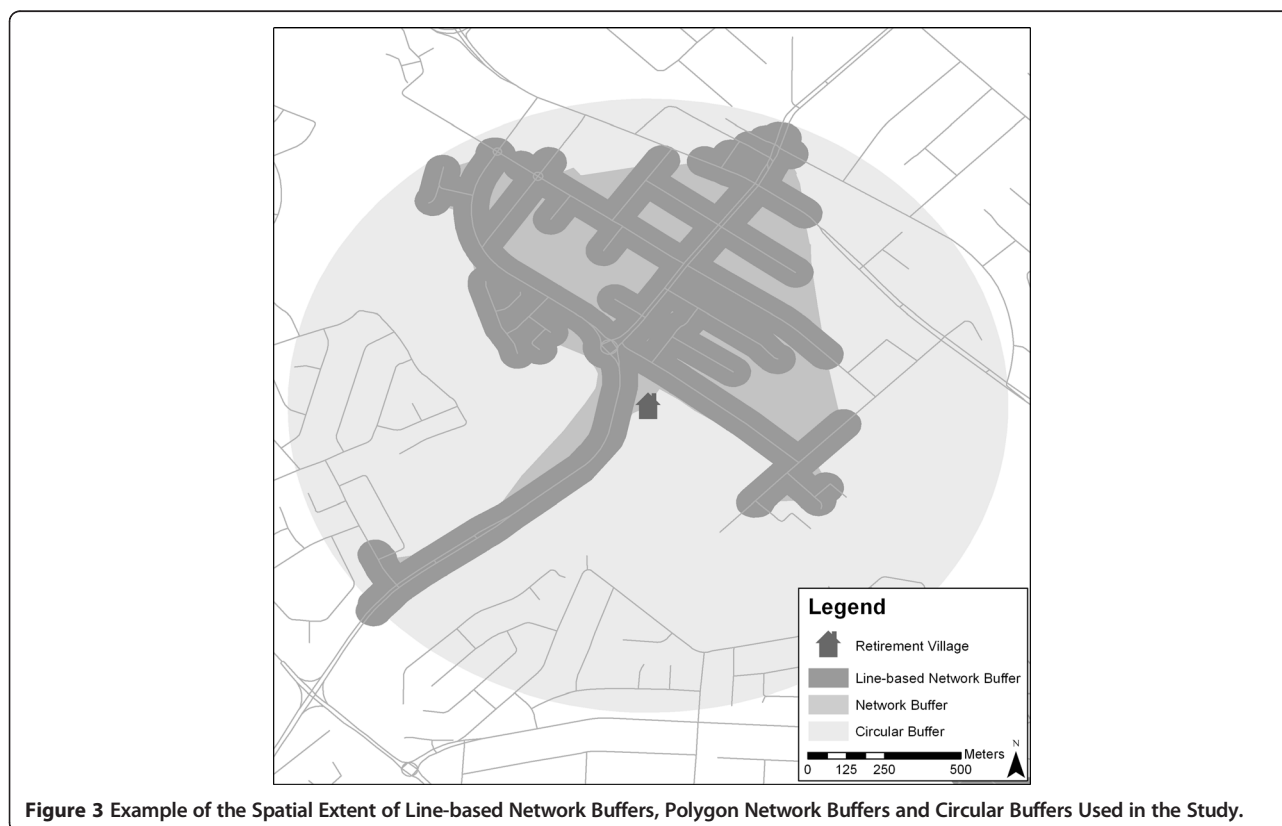 Legend
Retirement Village
Line-based Network Buffer
Network Buffer
Circular Buffer
Meters
N
0 125 250 500
Figure 3 Example of the Spatial Extent of Line-based Network Buffers, Polygon Network Buffers and Circular Buffers Used in the Study.